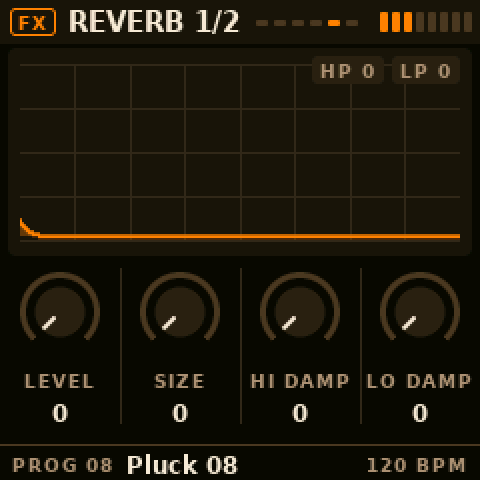 FX REVERB 1/2
HP 0 LP 0
LEVEL SIZE HI DAMP LO DAMP
0 0 0 0
PROG 08 Pluck 08 120 BPM